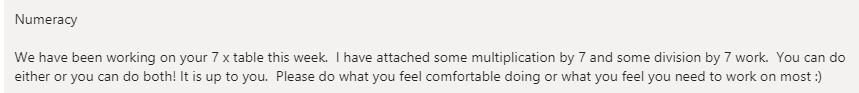 Numeracy
We have been working on your 7 x table this week.  I have attached some multiplication by 7 and some division by 7 work.  You can do
either or you can do both! It is up to you.  Please do what you feel comfortable doing or what you feel you need to work on most :)